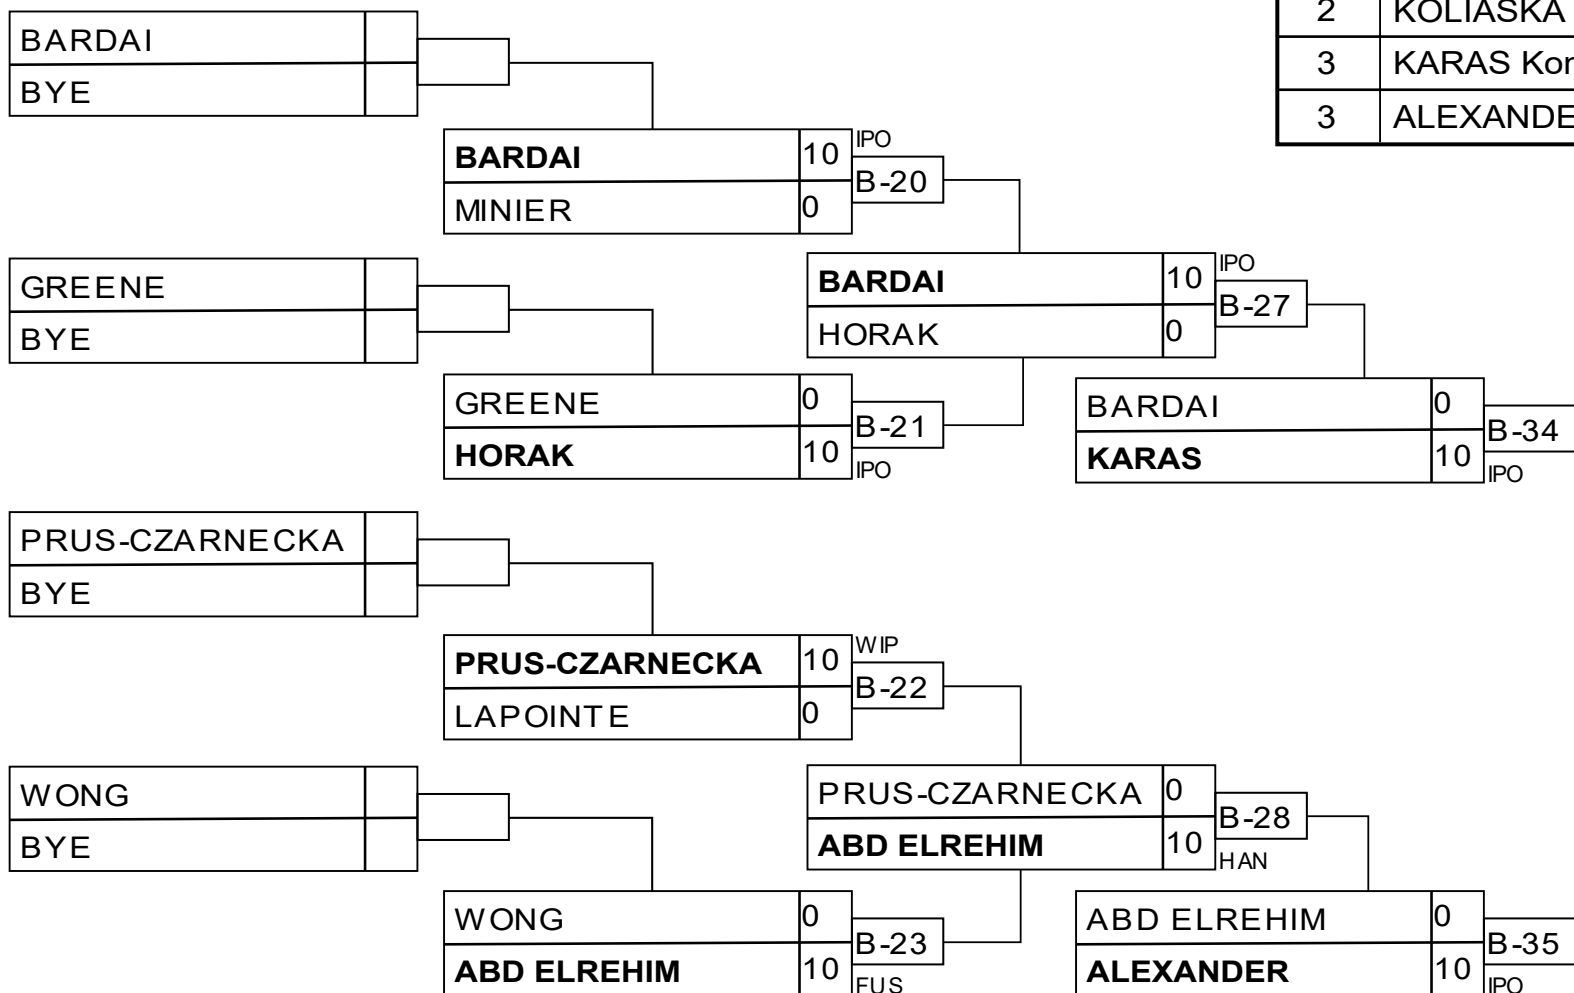 2 KOLIASKA
3 KARAS Kor
3 ALEXANDE
BARDAI
BYE
BARDAI 10 IPO
B-20
MINIER 0
GREENE
BYE
BARDAI 10 IPO
B-27
HORAK 0
GREENE 0
B-21
HORAK 10 IPO
BARDAI 0
B-34
KARAS 10 IPO
PRUS-CZARNECKA
BYE
PRUS-CZARNECKA 10 WIP
B-22
LAPOINTE 0
WONG
BYE
PRUS-CZARNECKA 0
B-28
ABD ELREHIM 10 HAN
WONG 0
B-23
ABD ELREHIM 10 FUS
ABD ELREHIM 0
B-35
ALEXANDER 10 IPO